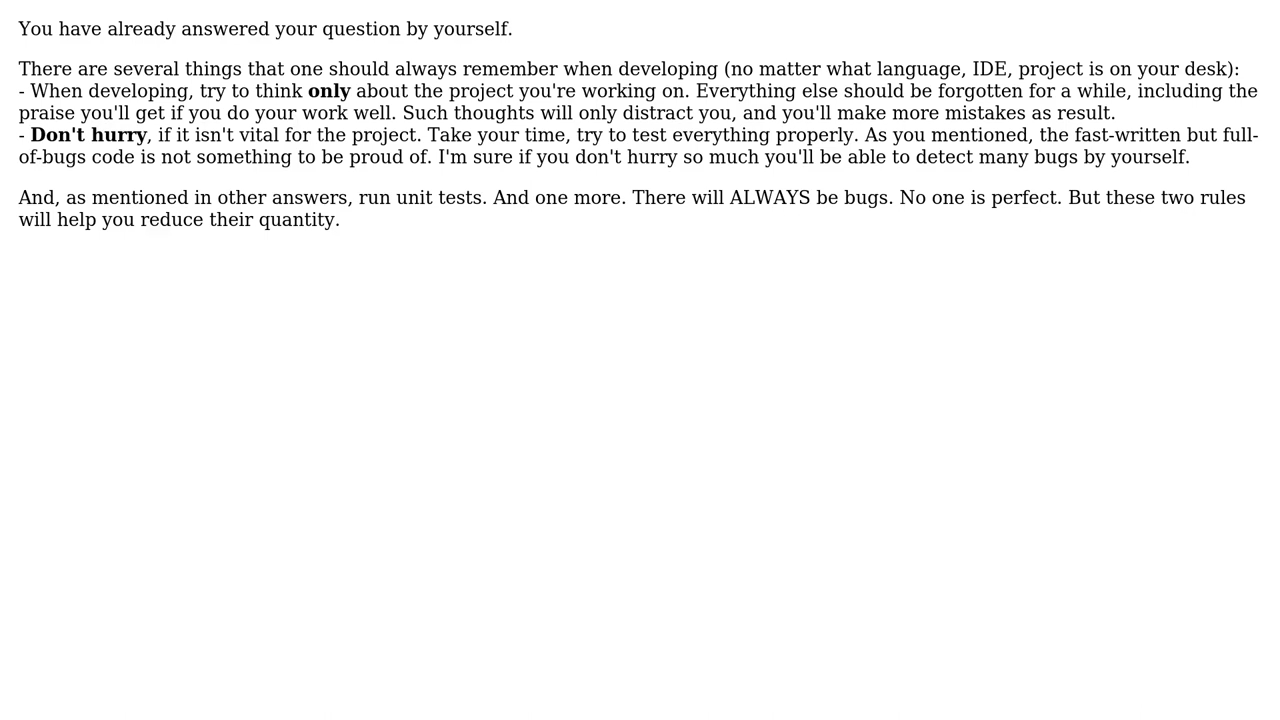 You have already answered your question by yourself.
There are several things that one should always remember when developing (no matter what language, IDE, project is on your desk):
- When developing, try to think only about the project you're working on. Everything else should be forgotten for a while, including the
praise you'll get if you do your work well. Such thoughts will only distract you, and you'll make more mistakes as result.
- Don't hurry, if it isn't vital for the project. Take your time, try to test everything properly. As you mentioned, the fast-written but full-
of-bugs code is not something to be proud of. I'm sure if you don't hurry so much you'll be able to detect many bugs by yourself.
And, as mentioned in other answers, run unit tests. And one more. There will ALWAYS be bugs. No one is perfect. But these two rules
will help you reduce their quantity.